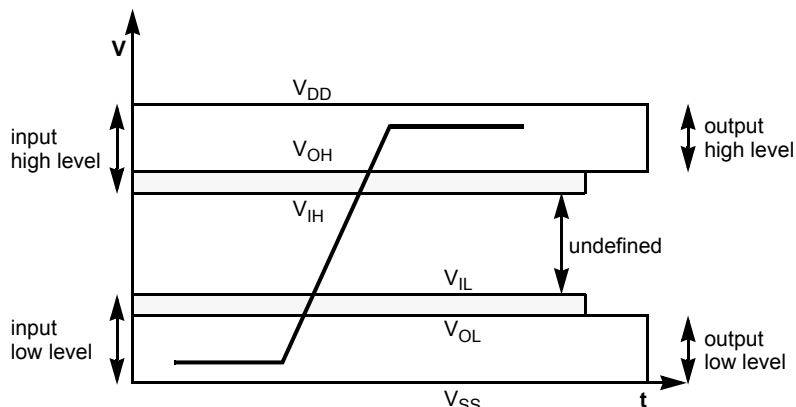 V
V_DD
input
high level
V_OH
output
high level
V_IH
undefined
V_IL
input
low level
V_OL
output
low level
V_SS
t